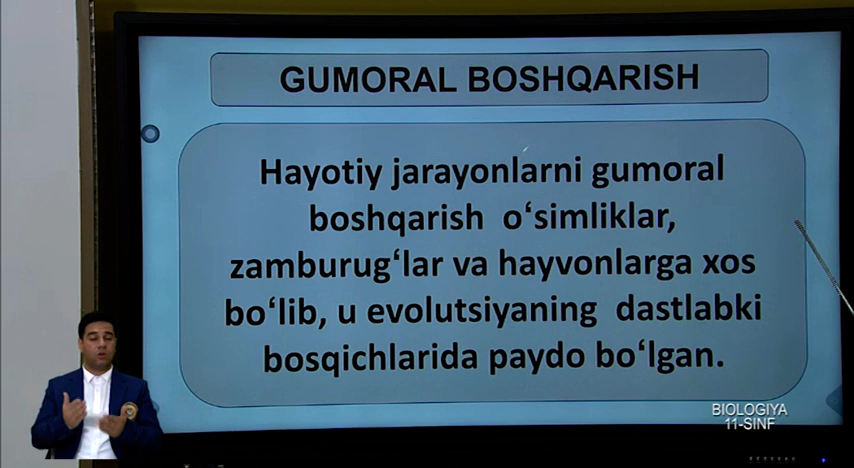 GUMORAL BOSHQARISH
Hayotiy jarayonlarni gumoral
boshqarish o‘simliklar,
zamburug‘lar va hayvonlarga xos
bo‘lib, u evolutsiyaning dastlabki
bosqichlarida paydo bo‘lgan.
BIOLOGIYA
11-SINF